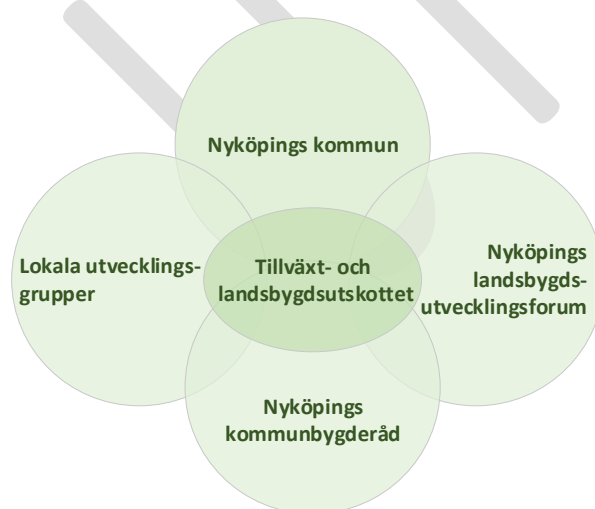 Nyköpings kommun
Lokala utvecklings-
grupper
Tillväxt- och
landsbygdsutskottet
Nyköpings
landsbygds-
utvecklingsforum
Nyköpings
kommunbygderåd